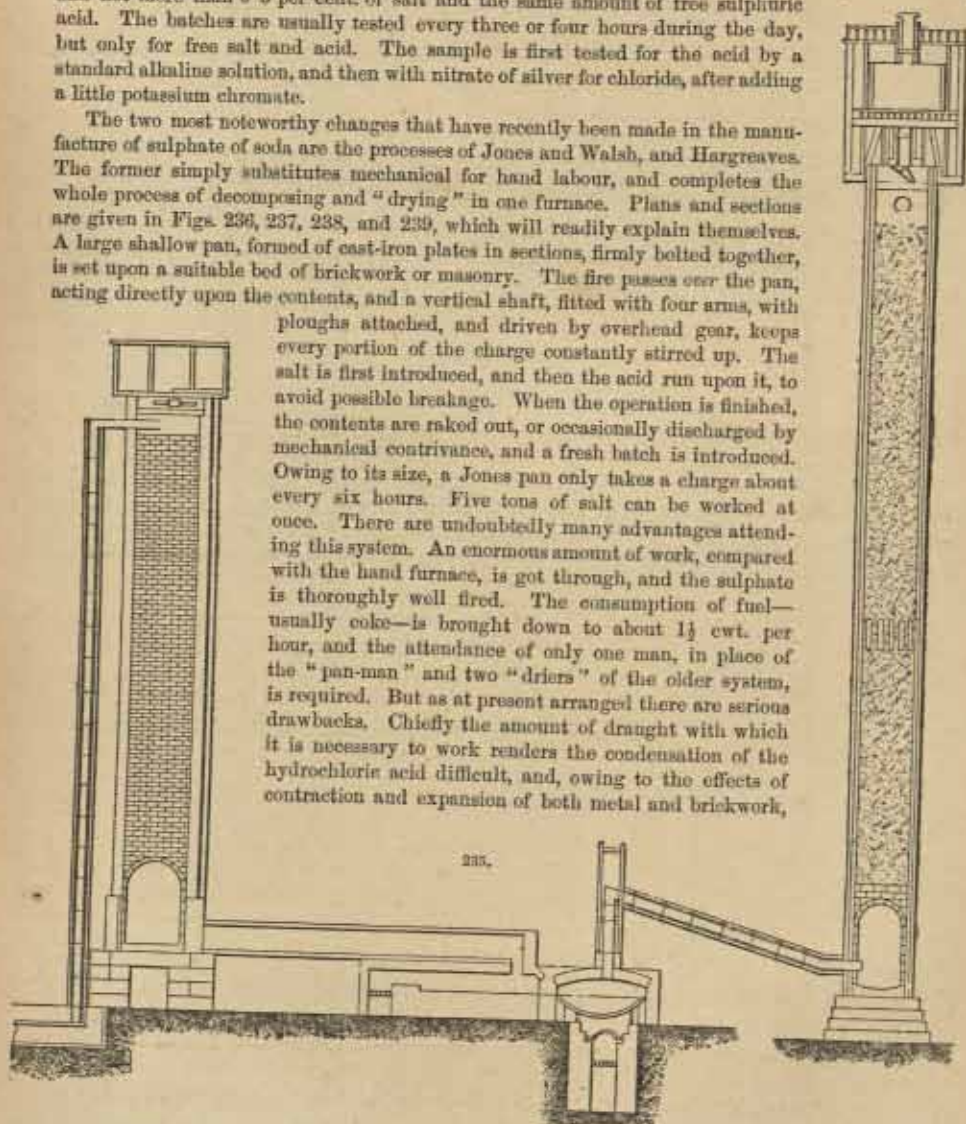 per cent. of salt and the same amount of free sulphuric
acid. The batches are usually tested every three or four hours during the day,
but only for free salt and acid. The sample is first tested for the acid by a
standard alkaline solution, and then with nitrate of silver for chloride, after adding
a little potassium chromate.
The two most noteworthy changes that have recently been made in the manu-
facture of sulphate of soda are the processes of Jones and Walsh, and Hargreaves.
The former simply substitutes mechanical for hand labour, and completes the
whole process of decomposing and "drying" in one furnace. Plans and sections
are given in Figs. 236, 237, 238, and 239, which will readily explain themselves.
A large shallow pan, formed of cast-iron plates in sections, firmly bolted together,
is set upon a suitable bed of brickwork or masonry. The fire passes over the pan,
acting directly upon the contents, and a vertical shaft, fitted with four arms, with
ploughs attached, and driven by overhead gear, keeps
every portion of the charge constantly stirred up. The
salt is first introduced, and then the acid run upon it, to
avoid possible breakage. When the operation is finished,
the contents are raked out, or occasionally discharged by
mechanical contrivance, and a fresh batch is introduced.
Owing to its size, a Jones pan only takes a charge about
every six hours. Five tons of salt can be worked at
once. There are undoubtedly many advantages attend-
ing this system. An enormous amount of work, compared
with the hand furnace, is got through, and the sulphate
is thoroughly well fired. The consumption of fuel—
usually coke—is brought down to about 1½ cwt. per
hour, and the attendance of only one man, in place of
the "pan-man" and two "driers" of the older system,
is required. But as at present arranged there are serious
drawbacks. Chiefly the amount of draught with which
it is necessary to work renders the condensation of the
hydrochloric acid difficult, and, owing to the effects of
contraction and expansion of both metal and brickwork,
235.